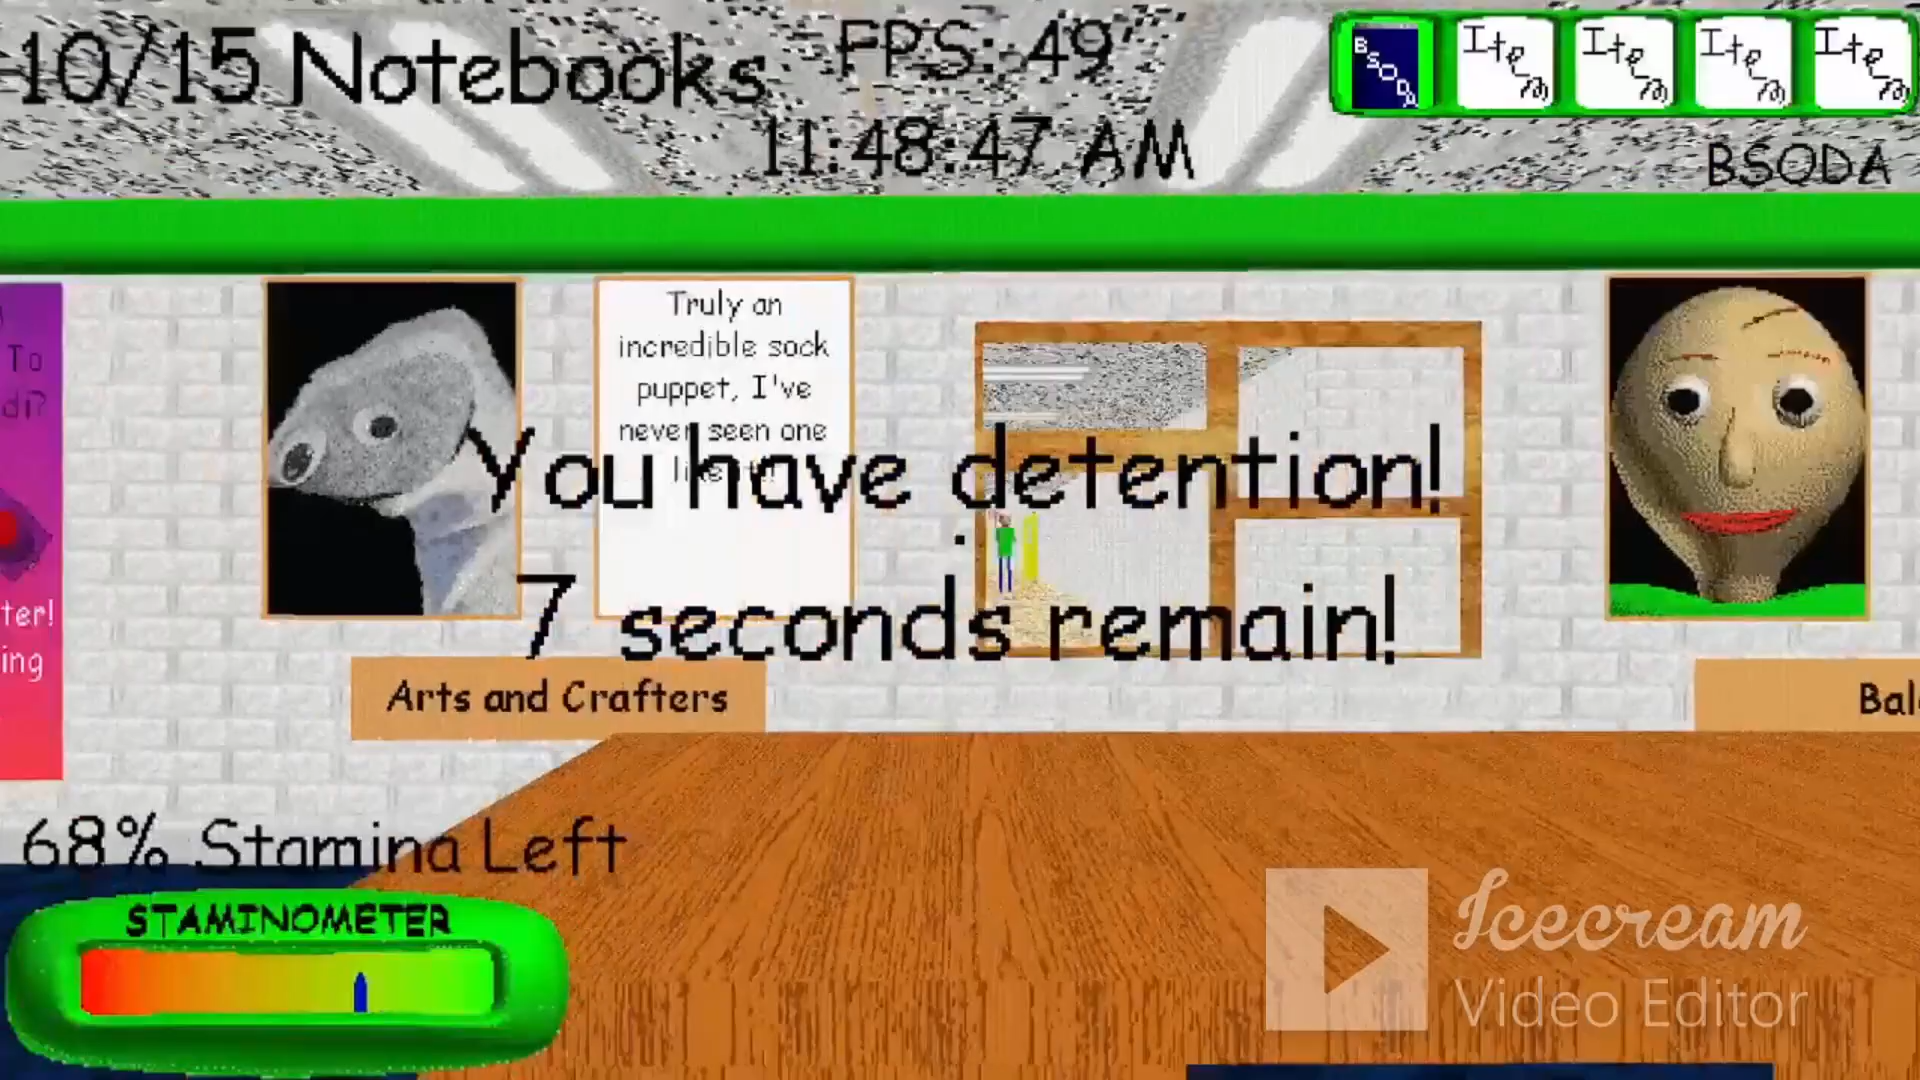 10/15 Notebooks
FPS: 49
11:48:47 AM
BSODA
Item
Item
Item
Item
BSODA
To
di?
ter!
ing
Truly an
incredible sock
puppet, I've
never seen one
You have detention!
7 seconds remain!
Arts and Crafters
Bal
68% Stamina Left
STAMINOMETER
Icecream
Video Editor